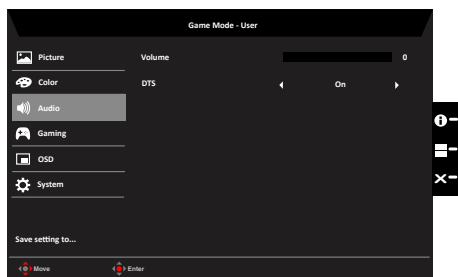 Game Mode - User
Picture
Volume 0
Color
DTS On
Audio
Gaming
OSD
System
Save setting to...
Move Enter